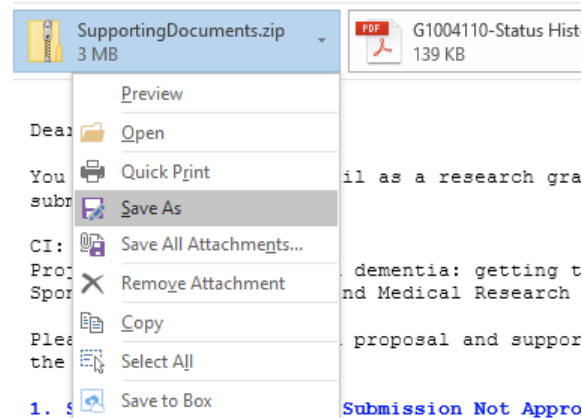 SupportingDocuments.zip
3 MB
PDF
G1004110-Status Hist
139 KB
Preview
Open
Quick Print
Save As
Save All Attachments...
Remove Attachment
Copy
Select All
Save to Box
Dear
You il as a research gra
subm
CI:
Proj dementia: getting t
Spon nd Medical Research
Plea proposal and suppor
the
1. S Submission Not Appro